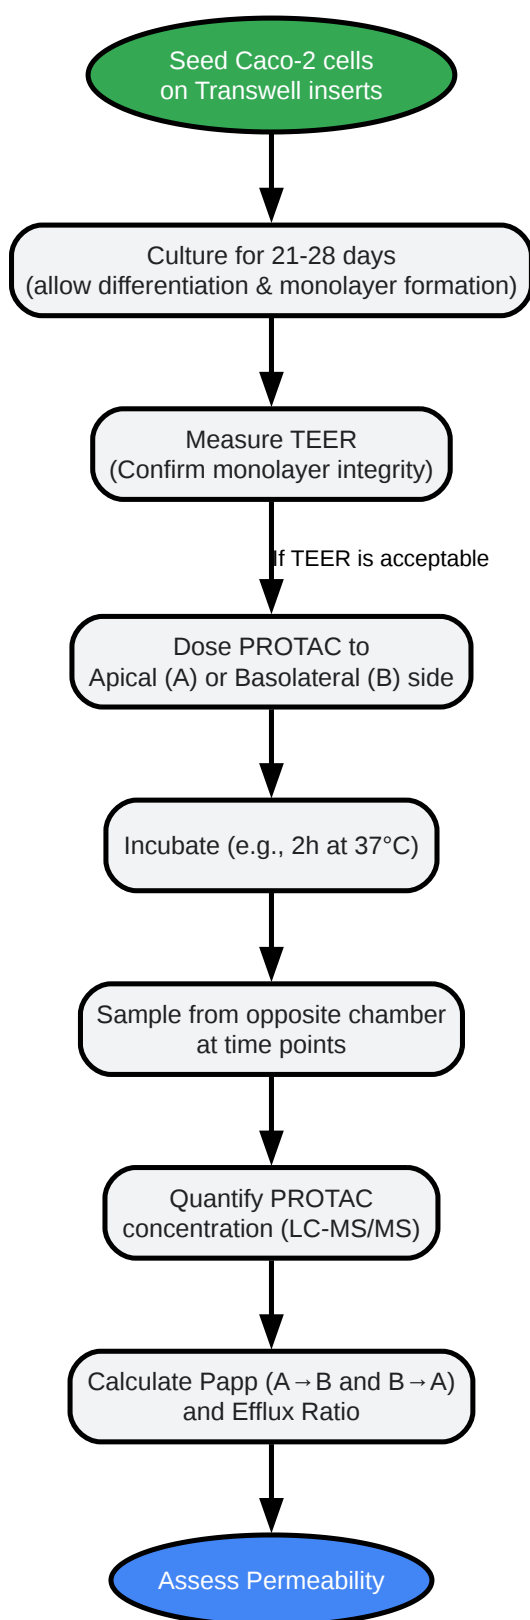 Seed Caco-2 cells
on Transwell inserts
Culture for 21-28 days
(allow differentiation & monolayer formation)
Measure TEER
(Confirm monolayer integrity)
If TEER is acceptable
Dose PROTAC to
Apical (A) or Basolateral (B) side
Incubate (e.g., 2h at 37°C)
Sample from opposite chamber
at time points
Quantify PROTAC
concentration (LC-MS/MS)
Calculate Papp (A→B and B→A)
and Efflux Ratio
Assess Permeability